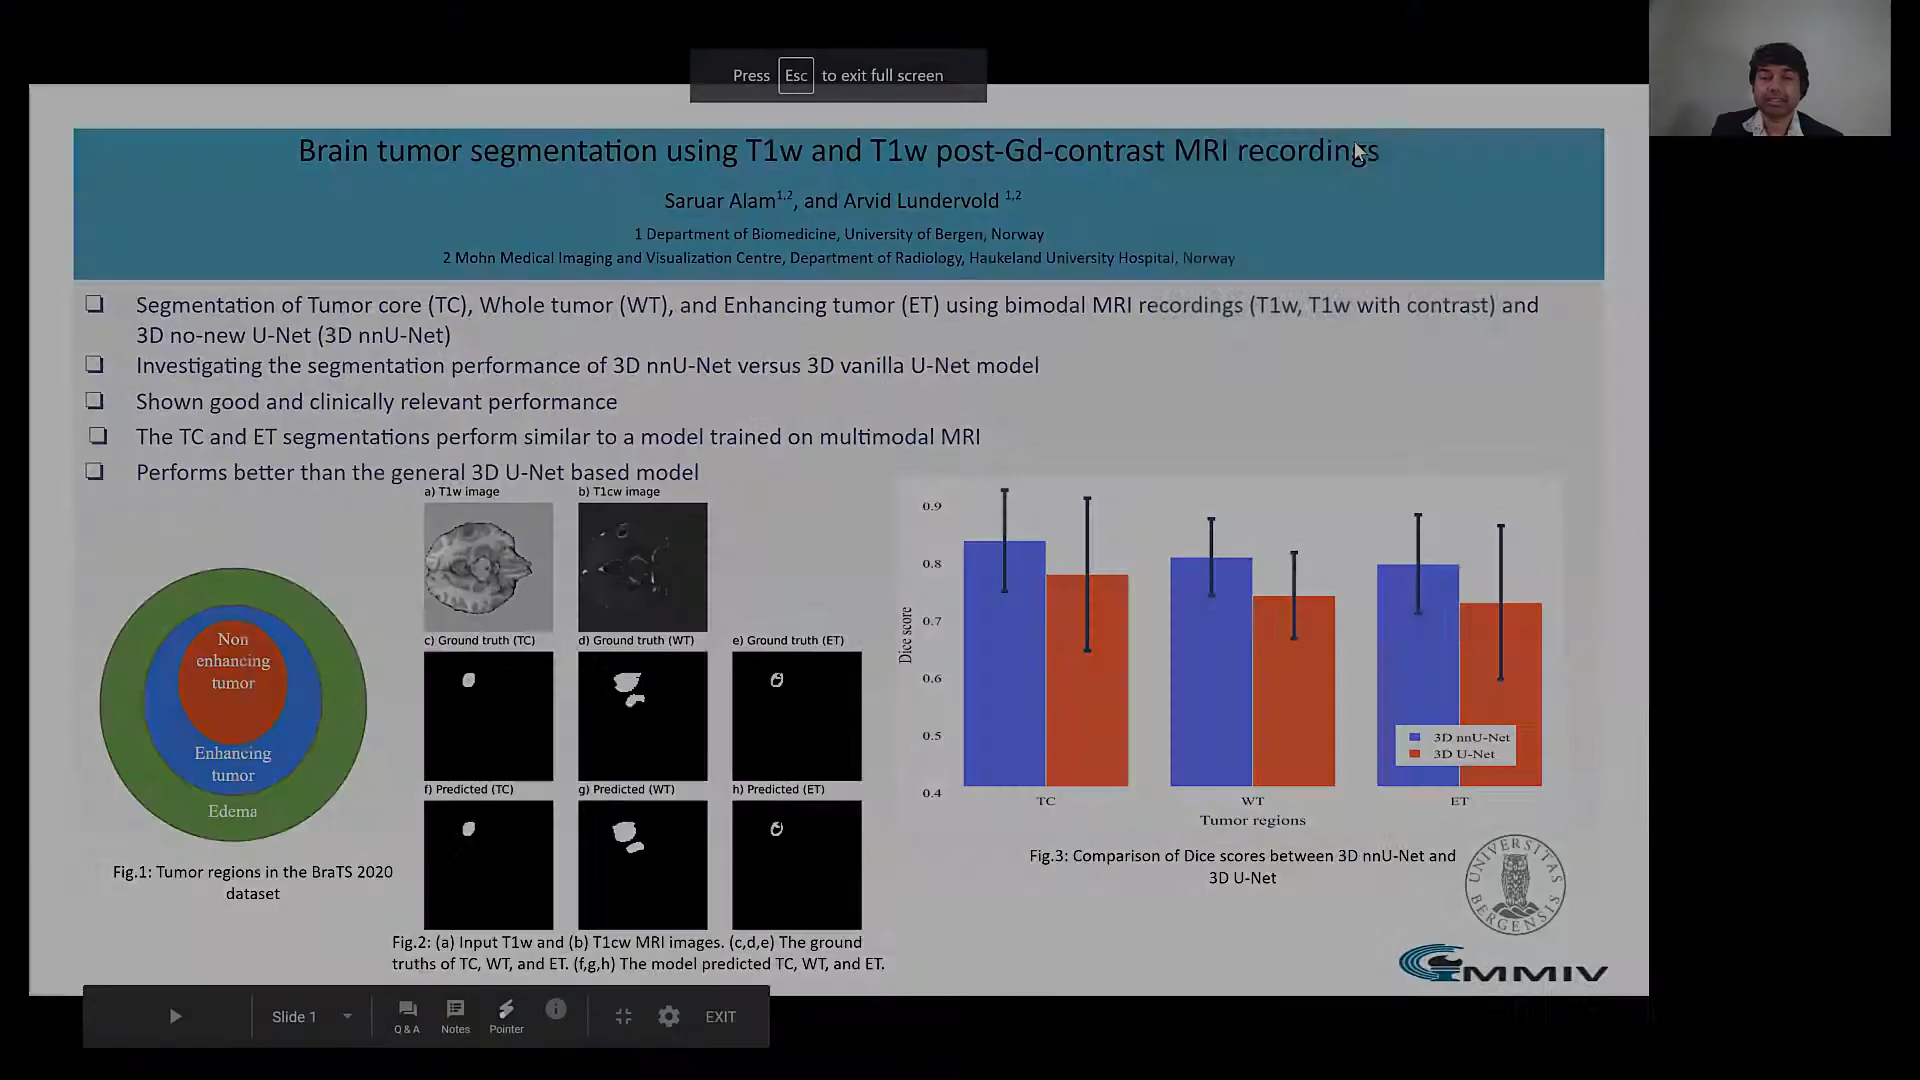 Press Esc to exit full screen
Brain tumor segmentation using T1w and T1w post-Gd-contrast MRI recordings
Saruar Alam1,2, and Arvid Lundervold 1,2
1 Department of Biomedicine, University of Bergen, Norway
2 Mohn Medical Imaging and Visualization Centre, Department of Radiology, Haukeland University Hospital, Norway
❑ Segmentation of Tumor core (TC), Whole tumor (WT), and Enhancing tumor (ET) using bimodal MRI recordings (T1w, T1w with contrast) and
3D no-new U-Net (3D nnU-Net)
❑ Investigating the segmentation performance of 3D nnU-Net versus 3D vanilla U-Net model
❑ Shown good and clinically relevant performance
❑ The TC and ET segmentations perform similar to a model trained on multimodal MRI
❑ Performs better than the general 3D U-Net based model
Non
enhancing
tumor
Enhancing
tumor
Edema
Fig.1: Tumor regions in the BraTS 2020
dataset
a) T1w image
b) T1cw image
c) Ground truth (TC)
d) Ground truth (WT)
e) Ground truth (ET)
f) Predicted (TC)
g) Predicted (WT)
h) Predicted (ET)
Fig.2: (a) Input T1w and (b) T1cw MRI images. (c,d,e) The ground
truths of TC, WT, and ET. (f,g,h) The model predicted TC, WT, and ET.
Dice score
0.9
0.8
0.7
0.6
0.5
0.4
3D nnU-Net
3D U-Net
TC
WT
ET
Tumor regions
Fig.3: Comparison of Dice scores between 3D nnU-Net and
3D U-Net
UNIVERSITAS
BERGENSIS
MMIV
Slide 1
Q & A
Notes
Pointer
EXIT